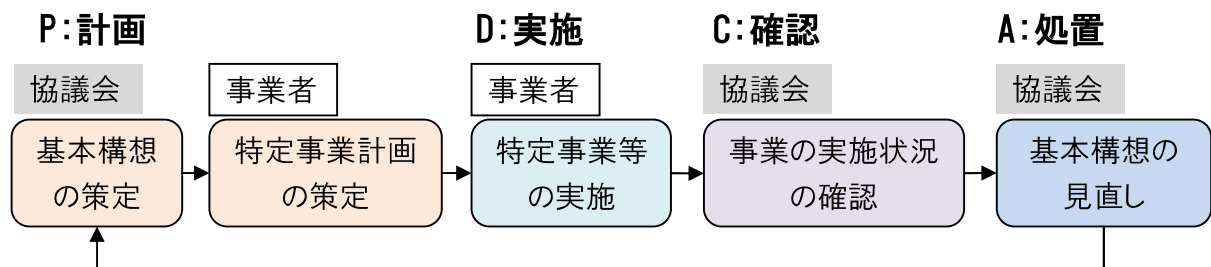 P:計画
D:実施
C:確認
A:処置
協議会
事業者
事業者
協議会
協議会
基本構想
の策定
特定事業計画
の策定
特定事業等
の実施
事業の実施状況
の確認
基本構想の
見直し